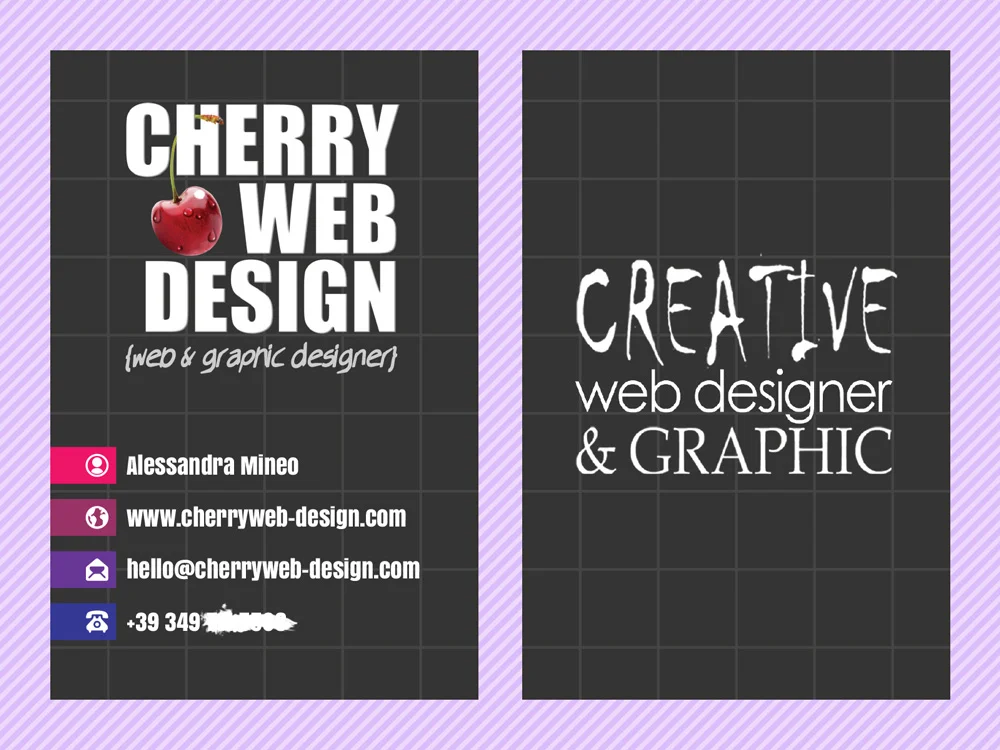 CHERRY
WEB
DESIGN
{web & graphic designer}
Alessandra Mineo
www.cherryweb-design.com
hello@cherryweb-design.com
+39 349
CREATIVE
web designer
& GRAPHIC